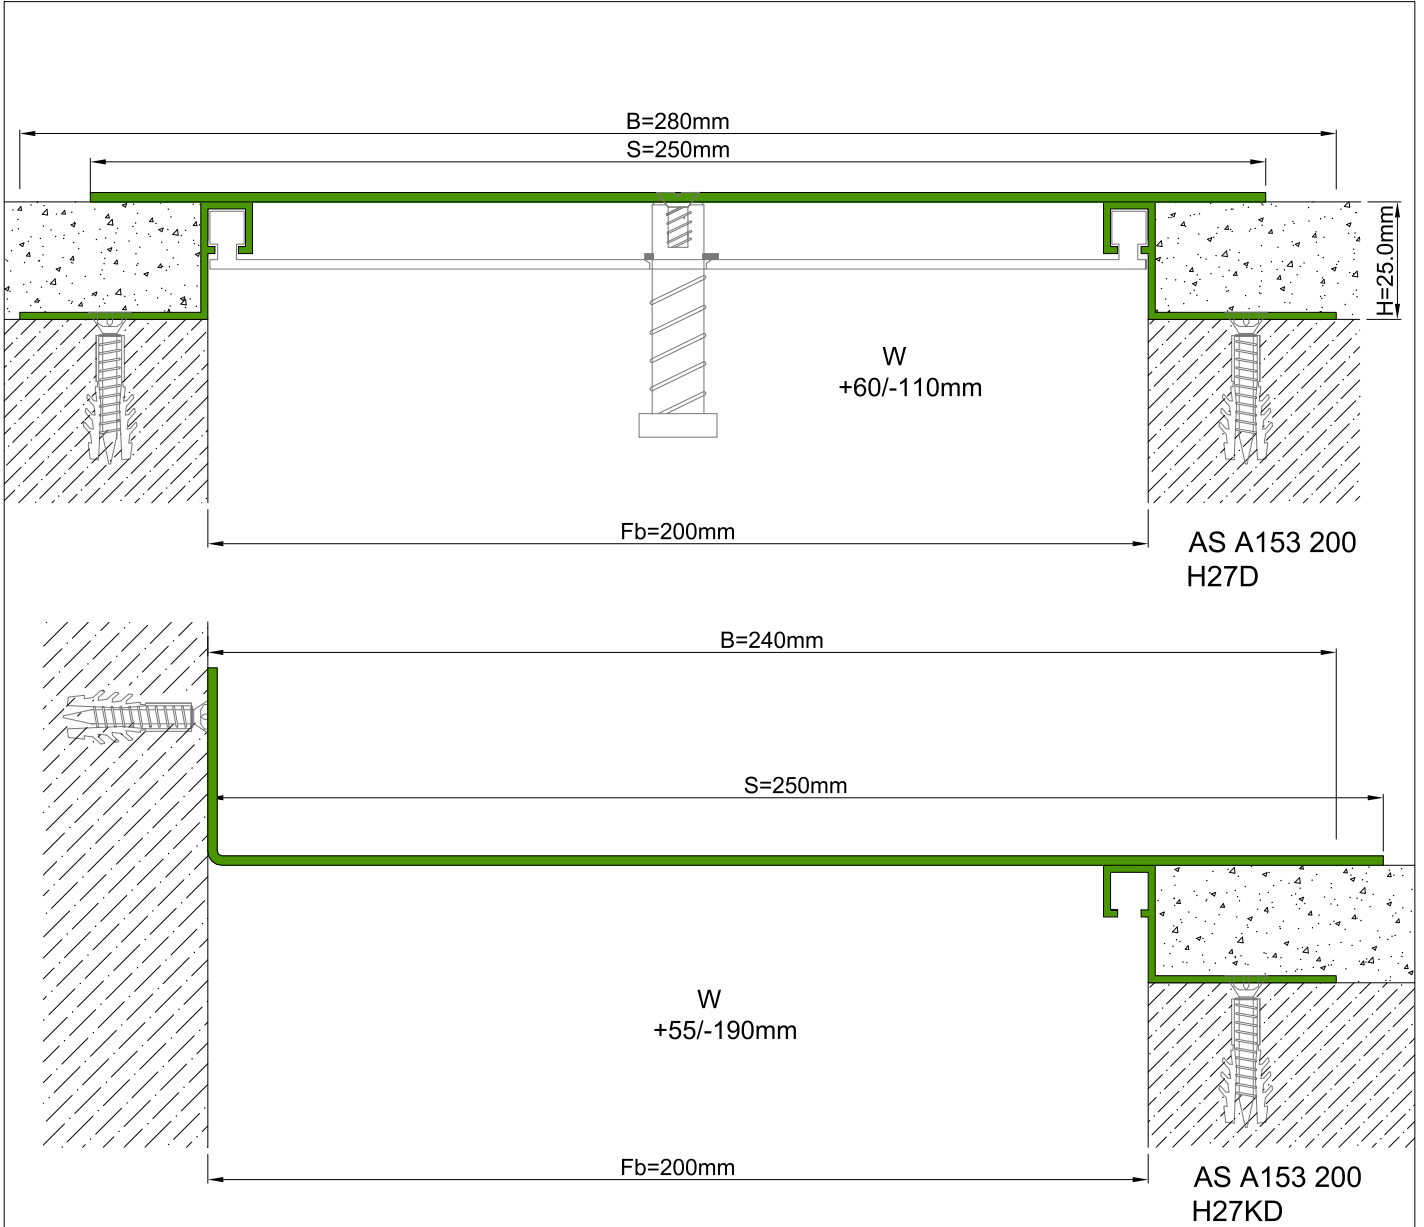 B=280mm
S=250mm
H=25.0mm
W
+60/-110mm
Fb=200mm
AS A153 200
H27D
B=240mm
S=250mm
W
+55/-190mm
Fb=200mm
AS A153 200
H27KD